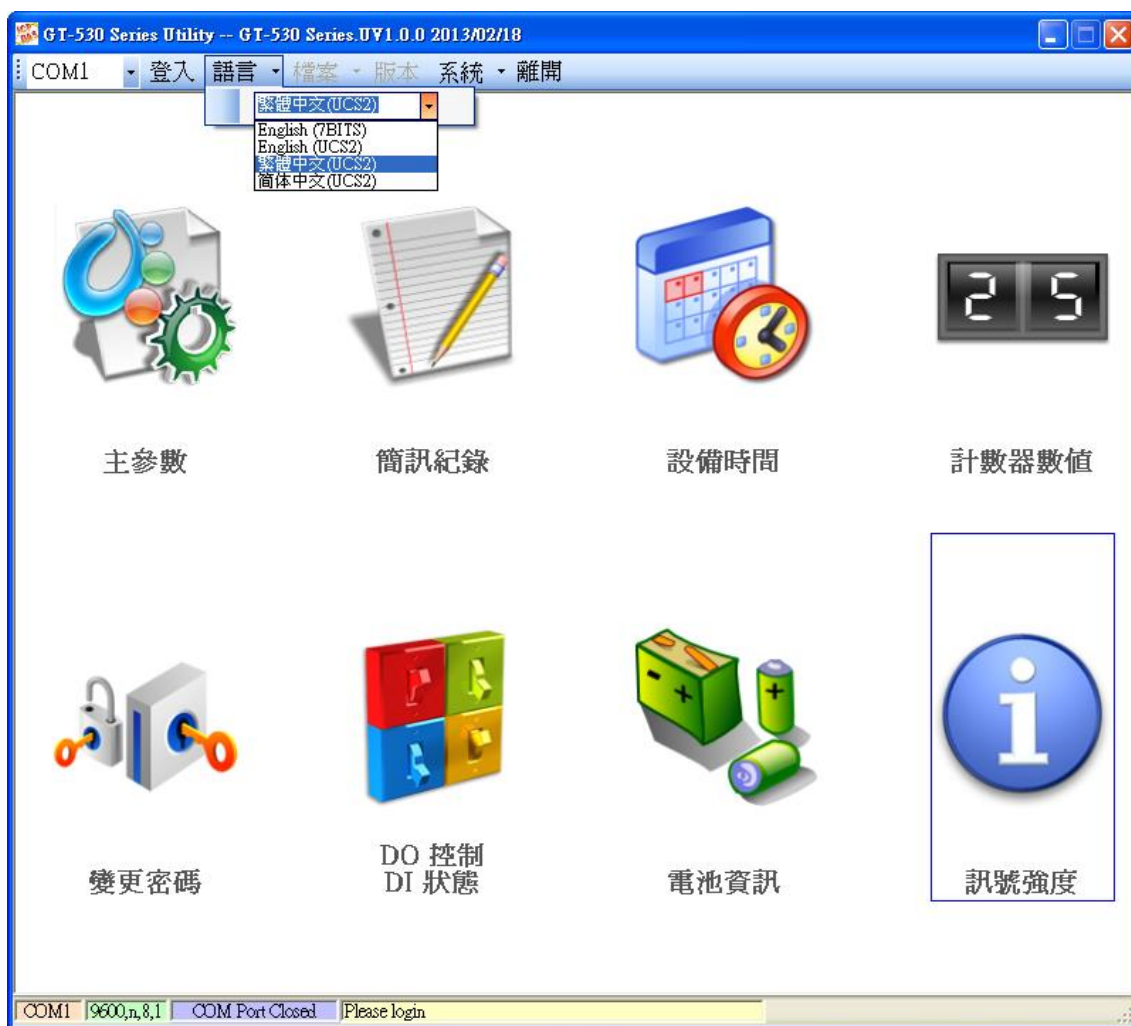 GT-530 Series Utility -- GT-530 Series.UV1.0.0 2013/02/18
COM1 登入 語言 檔案 版本 系統 離開
繁體中文(UCS2)
English (7BITS)
English (UCS2)
繁體中文(UCS2)
简体中文(UCS2)
2 5
主參數 簡訊紀錄 設備時間 計數器數值
DO 控制
變更密碼 DI 狀態 電池資訊 訊號強度
COM1 9600,n,8,1 COM Port Closed Please login